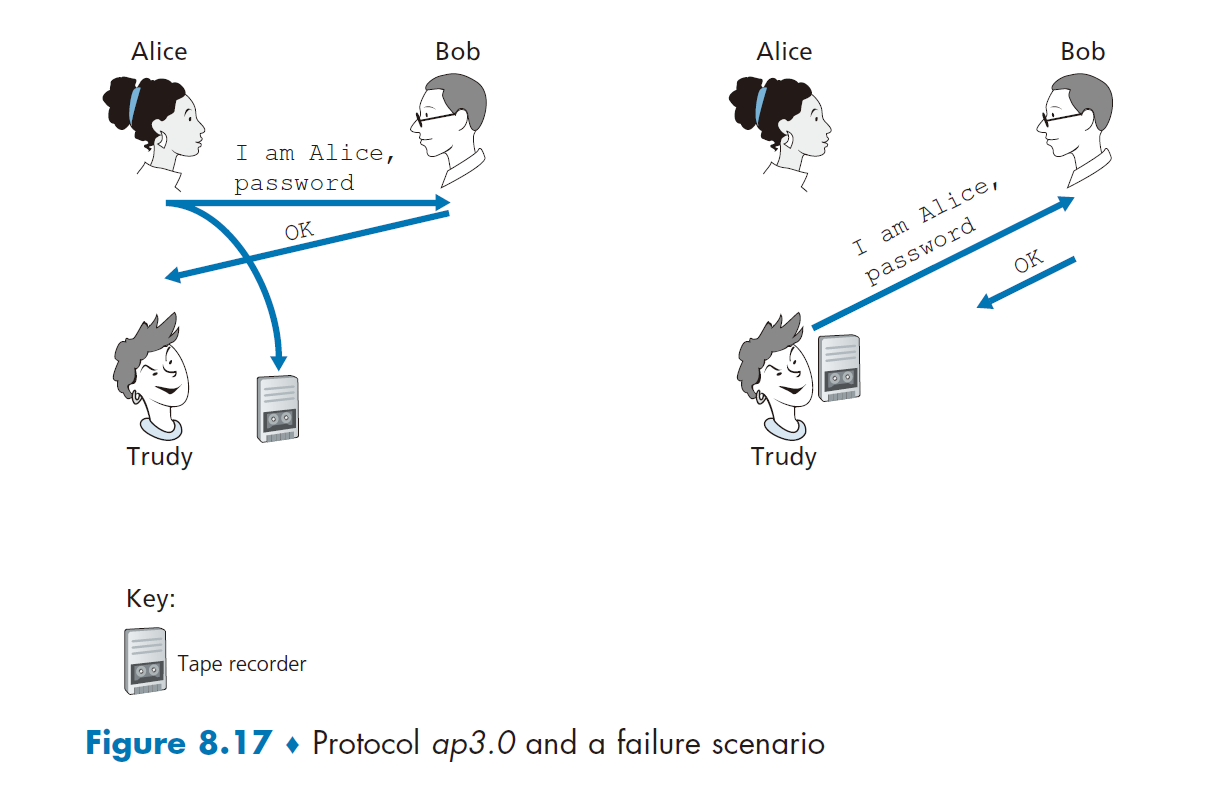 Alice
Bob
I am Alice,
password
OK
Trudy
Alice
Bob
I am Alice,
password
OK
Trudy
Key:
Tape recorder
Figure 8.17 ♦ Protocol ap3.0 and a failure scenario